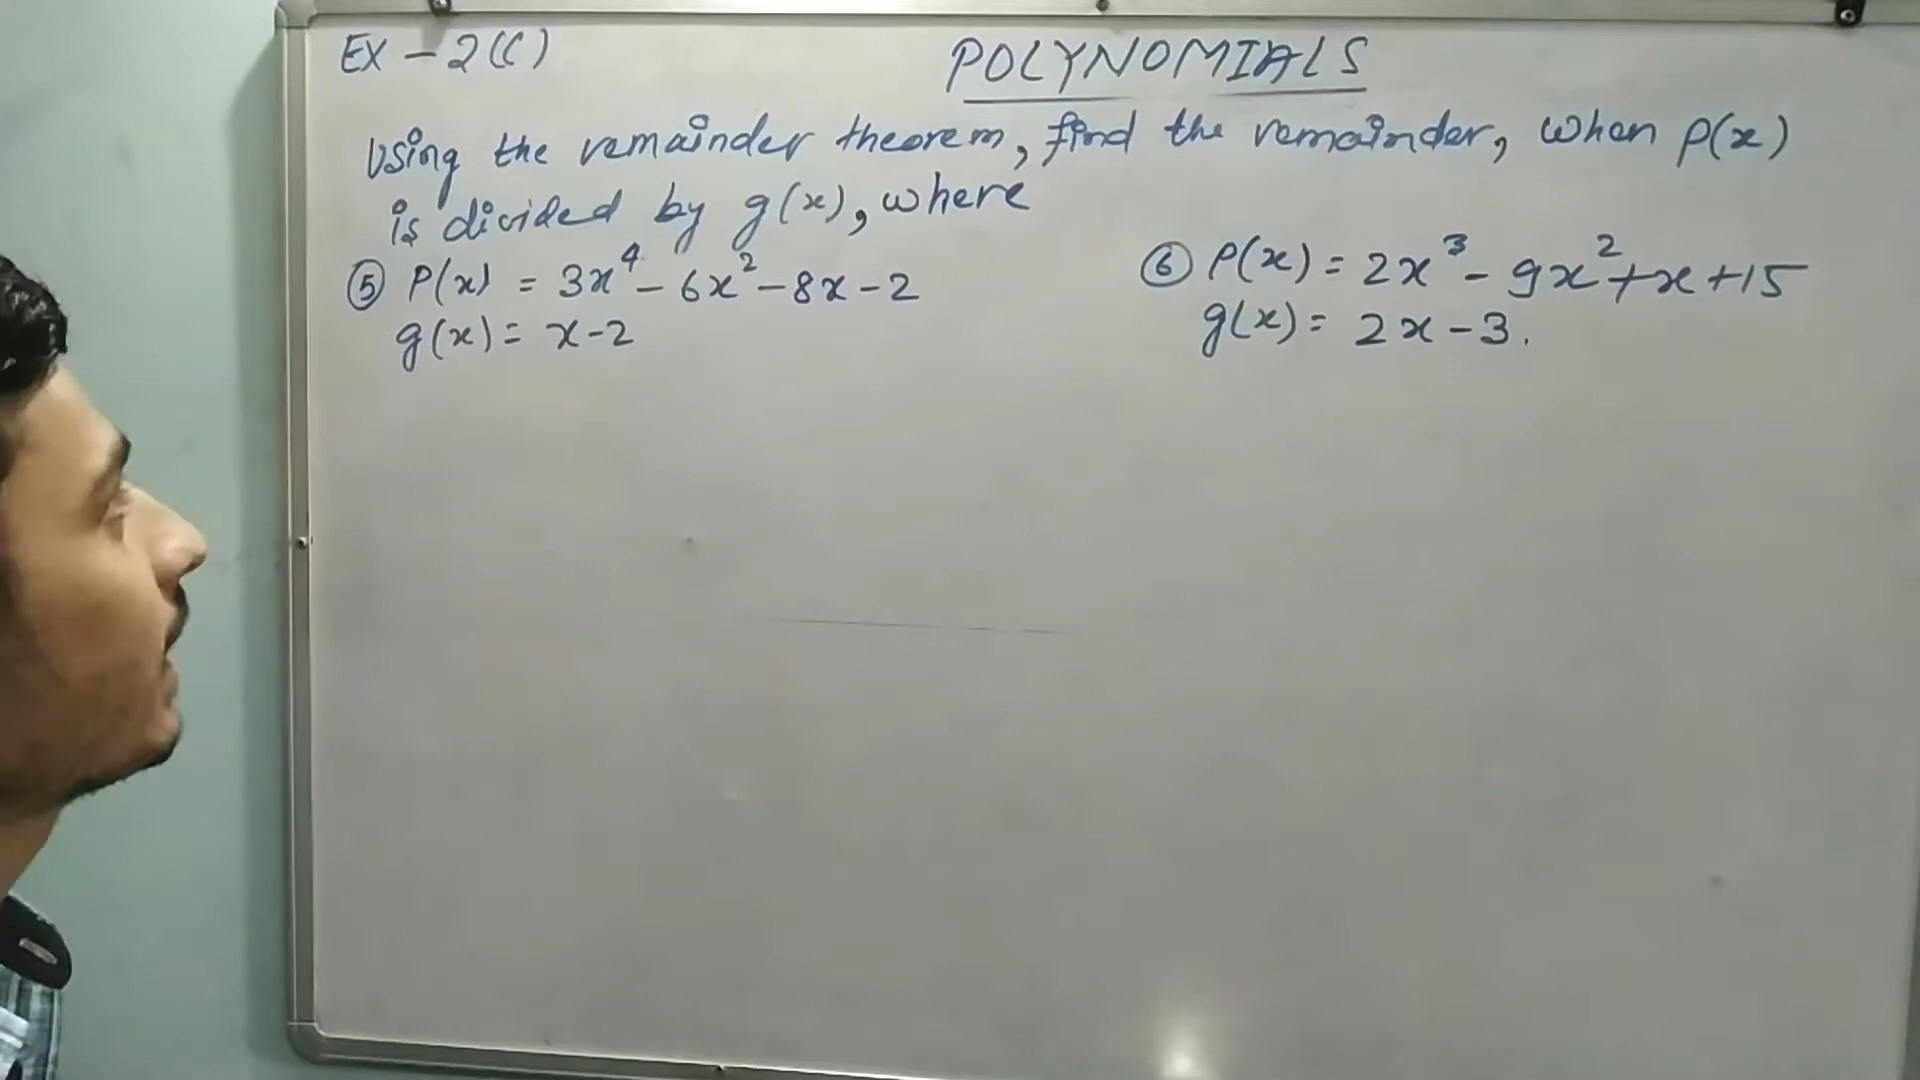 EX - 2(C)
POLYNOMIALS
Using the remainder theorem, find the remainder, when p(x)
is divided by g(x), where
⑤ P(x) = 3x⁴ - 6x² - 8x - 2
g(x) = x - 2
⑥ P(x) = 2x³ - 9x² + x + 15
g(x) = 2x - 3.